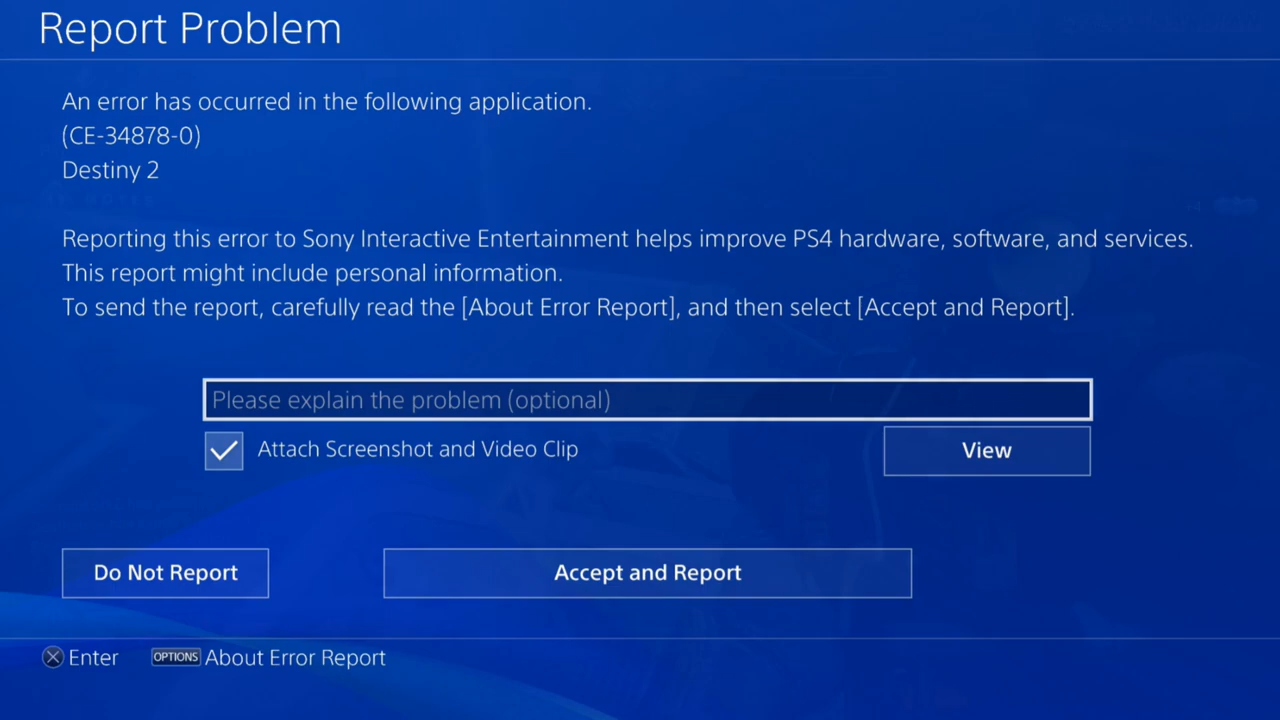 Report Problem
An error has occurred in the following application.
(CE-34878-0)
Destiny 2
Reporting this error to Sony Interactive Entertainment helps improve PS4 hardware, software, and services.
This report might include personal information.
To send the report, carefully read the [About Error Report], and then select [Accept and Report].
Please explain the problem (optional)
Attach Screenshot and Video Clip
View
Do Not Report
Accept and Report
Enter
OPTIONS About Error Report